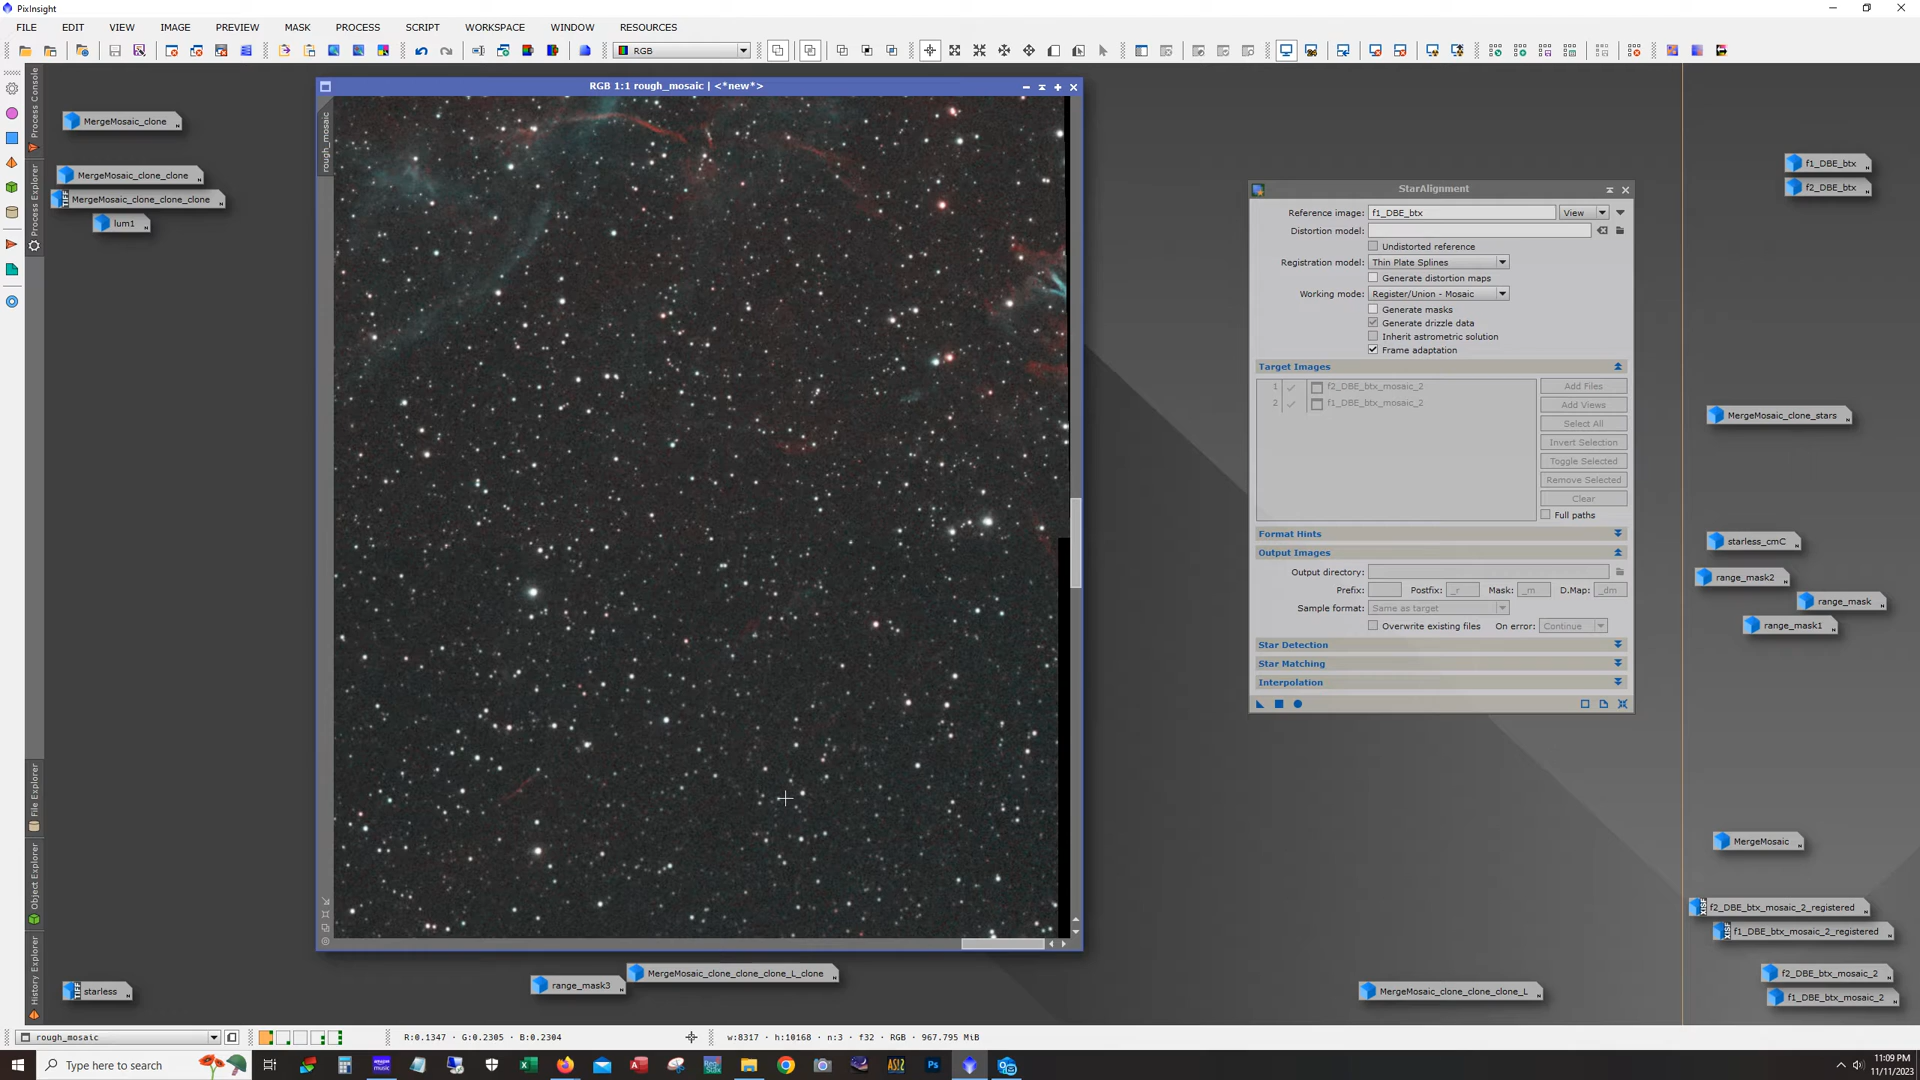 PixInsight
FILE EDIT VIEW IMAGE PREVIEW MASK PROCESS SCRIPT WORKSPACE WINDOW RESOURCES
RGB
Process Console
Process Explorer
File Explorer
Object Explorer
History Explorer
MergeMosaic_clone
MergeMosaic_clone_clone
MergeMosaic_clone_clone_clone
lum1
RGB 1:1 rough_mosaic | <*new*>
rough_mosaic
StarAlignment
Reference image: f1_DBE_btx View
Distortion model:
Undistorted reference
Registration model: Thin Plate Splines
Generate distortion maps
Working mode: Register/Union - Mosaic
Generate masks
Generate drizzle data
Inherit astrometric solution
Frame adaptation
Target Images
1 f2_DBE_btx_mosaic_2
2 f1_DBE_btx_mosaic_2
Add Files
Add Views
Select All
Invert Selection
Toggle Selected
Remove Selected
Clear
Full paths
Format Hints
Output Images
Output directory:
Prefix: Postfix: _r Mask: _m D.Map: _dm
Sample format: Same as target
Overwrite existing files On error: Continue
Star Detection
Star Matching
Interpolation
f1_DBE_btx
f2_DBE_btx
MergeMosaic_clone_stars
starless_cmC
range_mask2
range_mask
range_mask1
MergeMosaic
f2_DBE_btx_mosaic_2_registered
f1_DBE_btx_mosaic_2_registered
f2_DBE_btx_mosaic_2
f1_DBE_btx_mosaic_2
starless
range_mask3
MergeMosaic_clone_clone_clone_L_clone
MergeMosaic_clone_clone_clone_L
rough_mosaic
R:0.1347 · G:0.2305 · B:0.2304
w:8317 · h:10168 · n:3 · f32 · RGB · 967.795 MiB
Type here to search
11:09 PM
11/11/2023